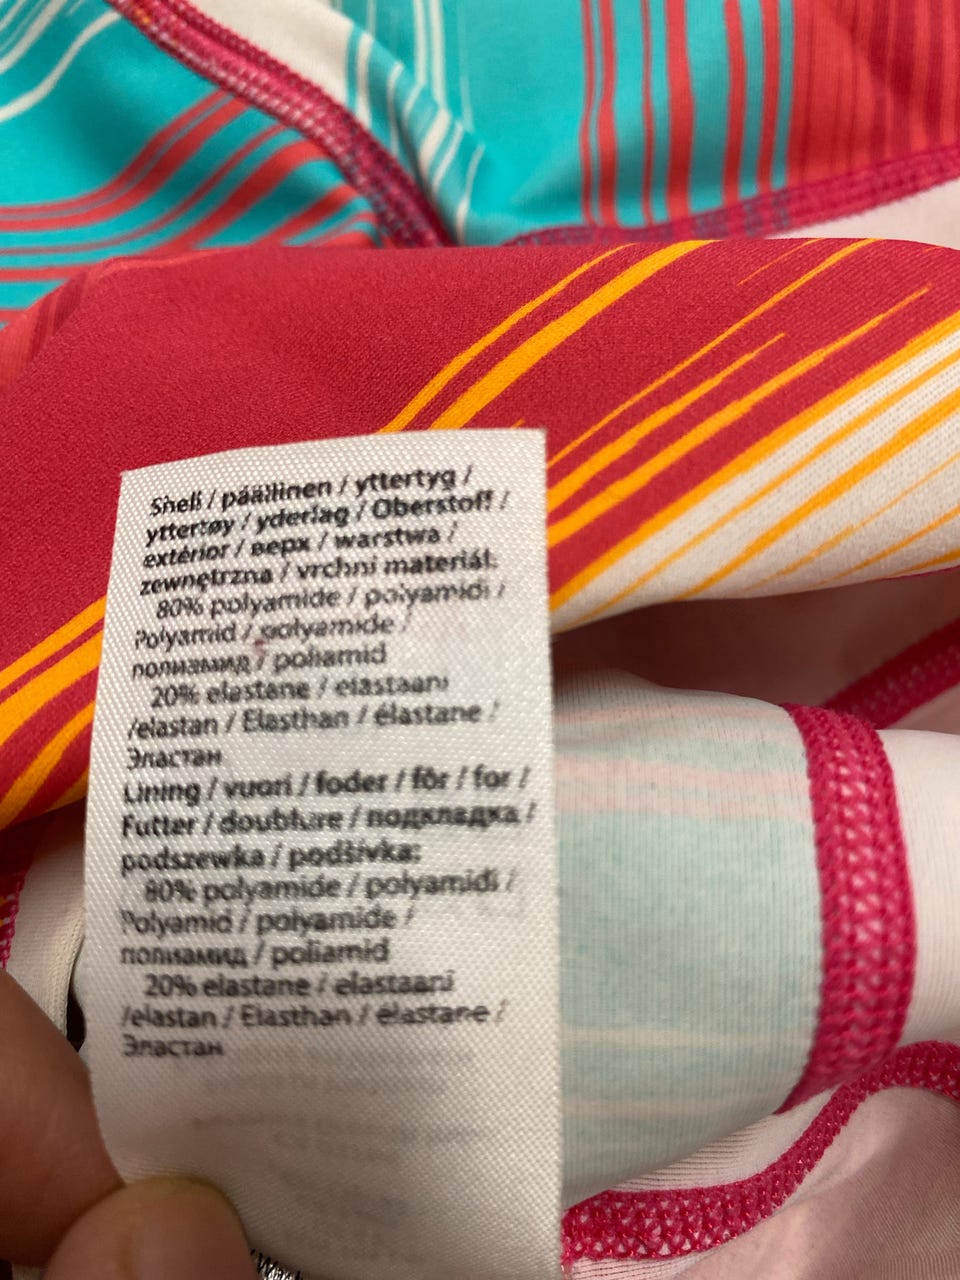 Shell / päällinen / yttertyg /
yttertøy / yderlag / Oberstoff /
extérior / верх / warstwa /
zewnętrzna / vrchní materiál:
80% polyamide / polyamidi /
Polyamid / polyamide /
полиамид / poliamid
20% elastane / elastaani
/elastan / Elasthan / élastane /
Эластан
Lining / vuori / foder / fôr / for /
Futter / doublure / подкладка /
podszewka / podšívka:
80% polyamide / polyamidi /
Polyamid / polyamide /
полиамид / poliamid
20% elastane / elastaani
/elastan / Elasthan / élastane /
Эластан